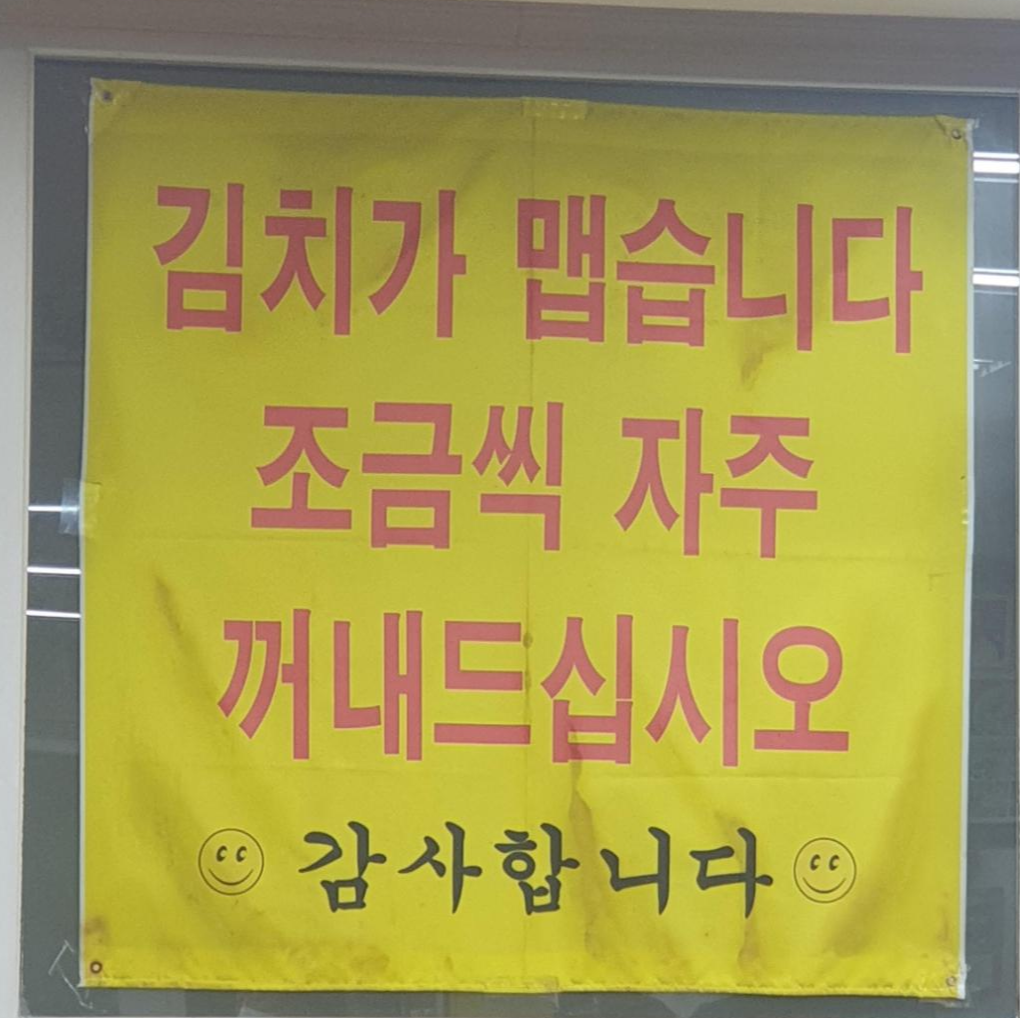 김치가 맵습니다
조금씩 자주
꺼내드십시오
감사합니다